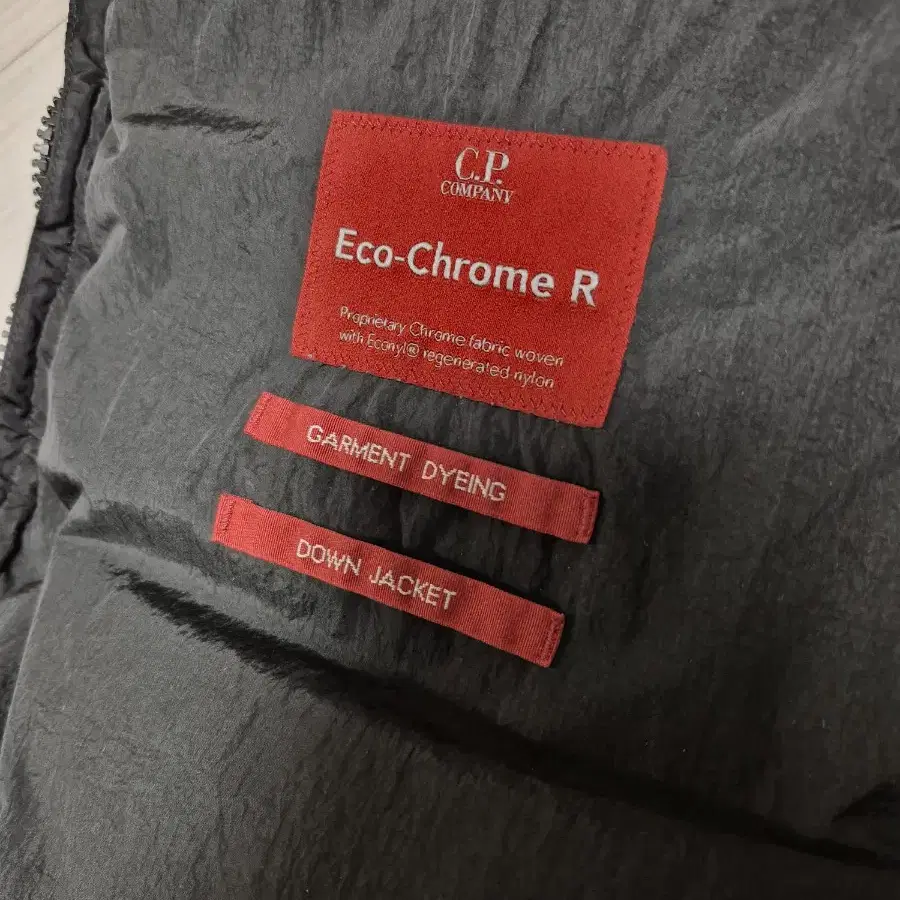 C.P.
COMPANY
Eco-Chrome R
Proprietary Chrome fabric woven
with Econyl® regenerated nylon
GARMENT DYEING
DOWN JACKET